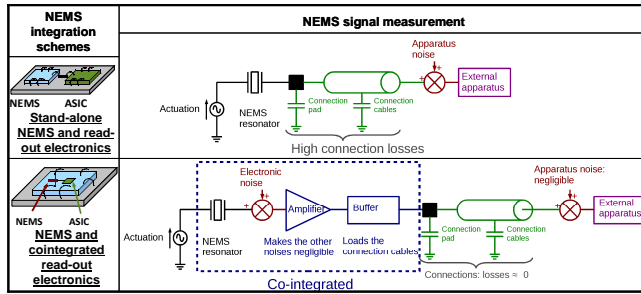 NEMS
integration
schemes
NEMS signal measurement
NEMS
ASIC
Stand-alone
NEMS and read-
out electronics
Actuation
NEMS
resonator
Connection
pad
Connection
cables
Apparatus
noise
+
+
External
apparatus
High connection losses
NEMS
ASIC
NEMS and
cointegrated
read-out
electronics
Actuation
NEMS
resonator
Electronic
noise
+
+
Amplifier
Buffer
Makes the other
noises negligible
Loads the
connection cables
Co-integrated
Connection
pad
Connection
cables
Connections: losses ≈ 0
Apparatus noise:
negligible
+
+
External
apparatus